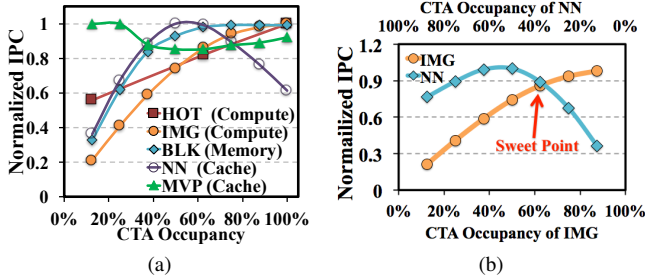 Normalized IPC
1
0.8
0.6
0.4
0.2
0
HOT (Compute)
IMG (Compute)
BLK (Memory)
NN (Cache)
MVP (Cache)
0% 20% 40% 60% 80% 100%
CTA Occupancy
(a)
CTA Occupancy of NN
100% 80% 60% 40% 20% 0%
Normailized IPC
1.2
0.9
0.6
0.3
0
IMG
NN
Sweet Point
0% 20% 40% 60% 80% 100%
CTA Occupancy of IMG
(b)